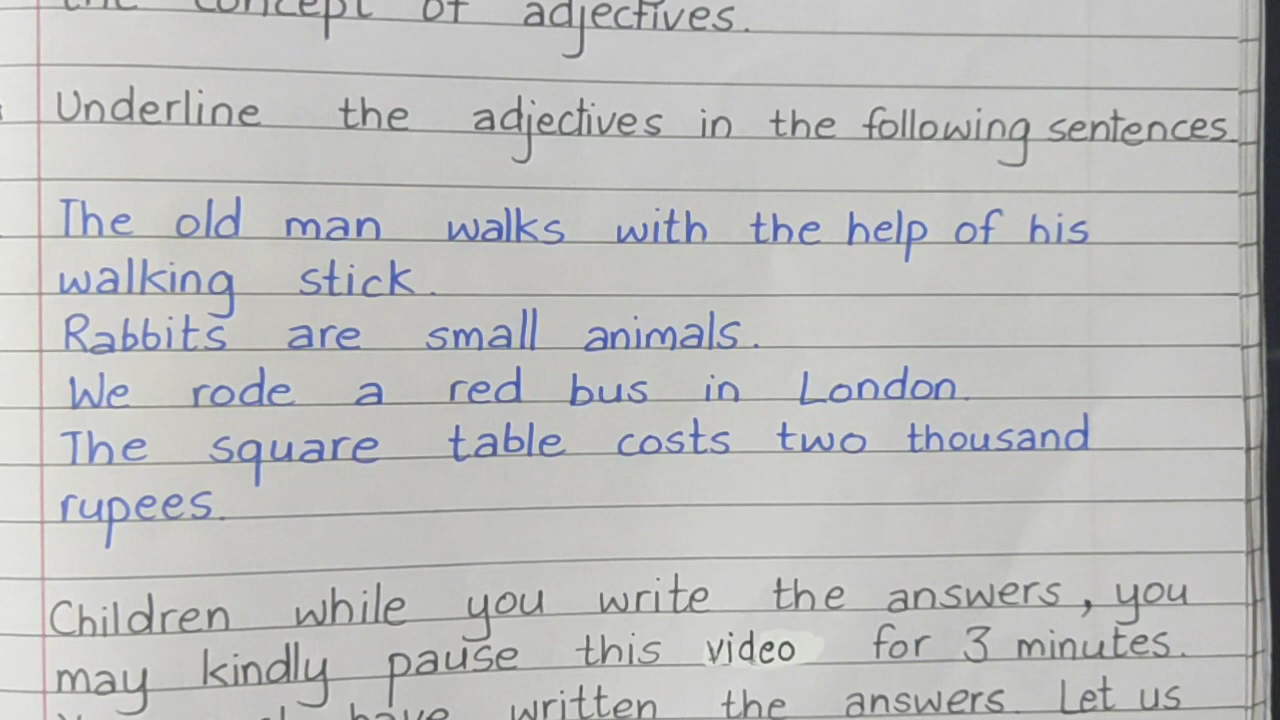 the concept of adjectives.
Underline the adjectives in the following sentences.
The old man walks with the help of his
walking stick.
Rabbits are small animals.
We rode a red bus in London.
The square table costs two thousand
rupees.
Children while you write the answers, you
may kindly pause this video for 3 minutes.
have written the answers. Let us